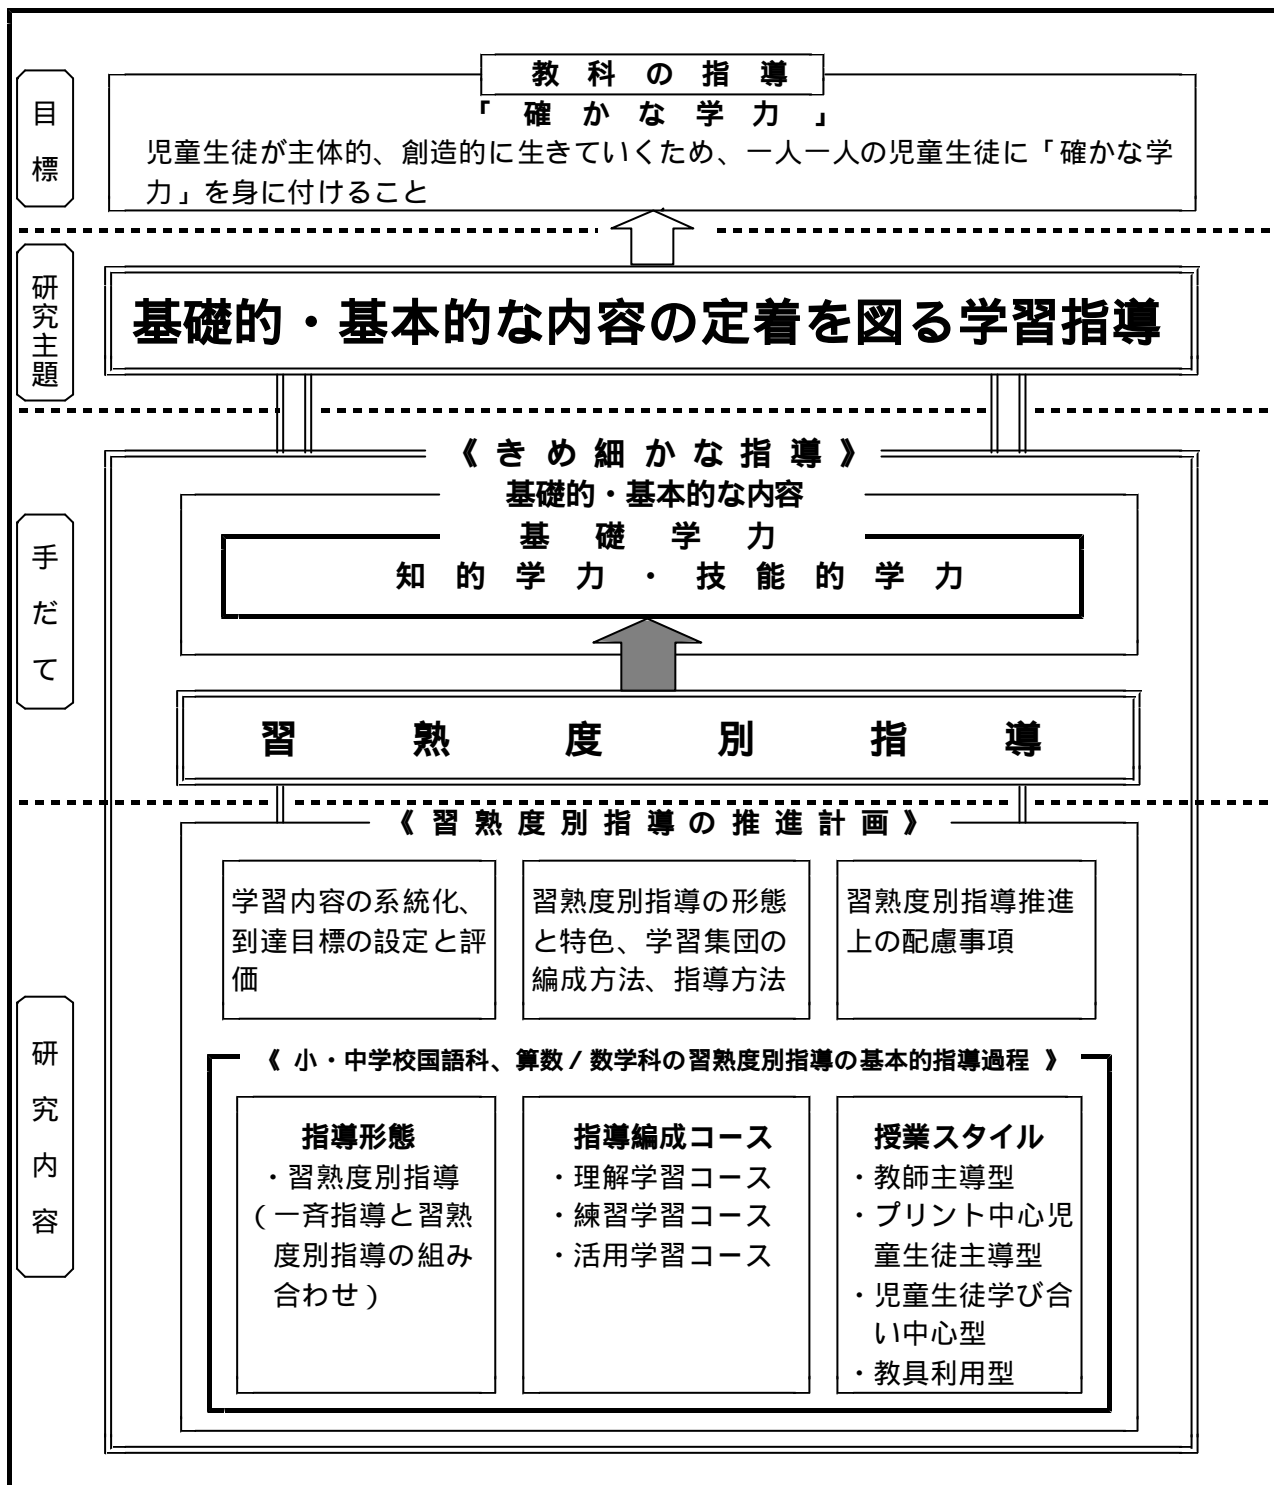 目標
教科の指導
「確かな学力」
児童生徒が主体的、創造的に生きていくため、一人一人の児童生徒に「確かな学
力」を身に付けること
研究主題
基礎的・基本的な内容の定着を図る学習指導
手だて
《きめ細かな指導》
基礎的・基本的な内容
基礎学力
知的学力・技能的学力
習熟度別指導
研究内容
《習熟度別指導の推進計画》
学習内容の系統化、
到達目標の設定と評
価
習熟度別指導の形態
と特色、学習集団の
編成方法、指導方法
習熟度別指導推進
上の配慮事項
《 小・中学校国語科、算数/数学科の習熟度別指導の基本的指導過程 》
指導形態
・習熟度別指導
(一斉指導と習熟
度別指導の組み
合わせ)
指導編成コース
・理解学習コース
・練習学習コース
・活用学習コース
授業スタイル
・教師主導型
・プリント中心児
童生徒主導型
・児童生徒学び合
い中心型
・教具利用型